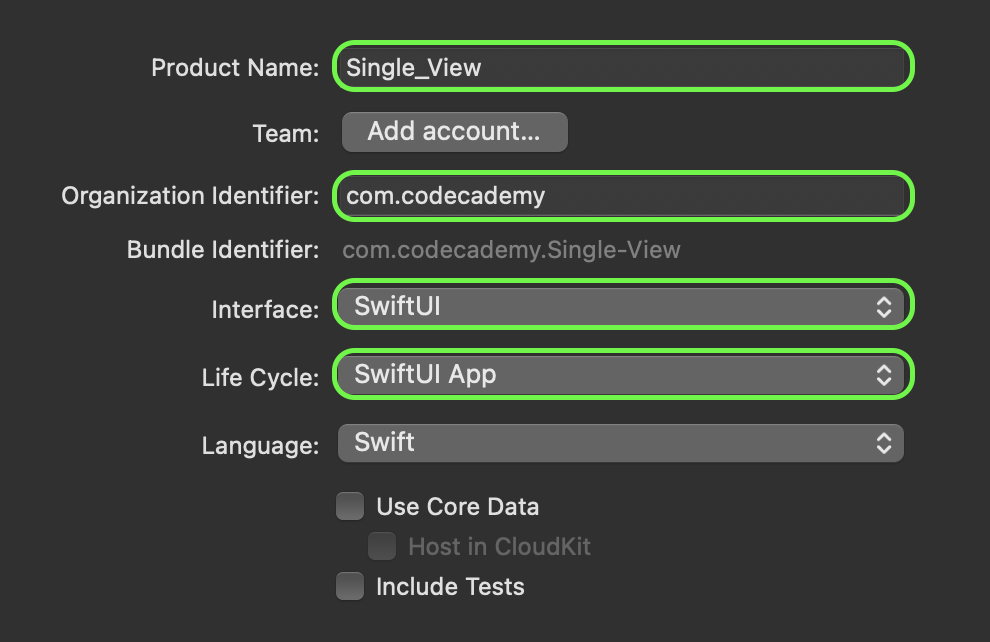 Product Name: Single_View
Team: Add account...
Organization Identifier: com.codecademy
Bundle Identifier: com.codecademy.Single-View
Interface: SwiftUI
Life Cycle: SwiftUI App
Language: Swift
Use Core Data
Host in CloudKit
Include Tests